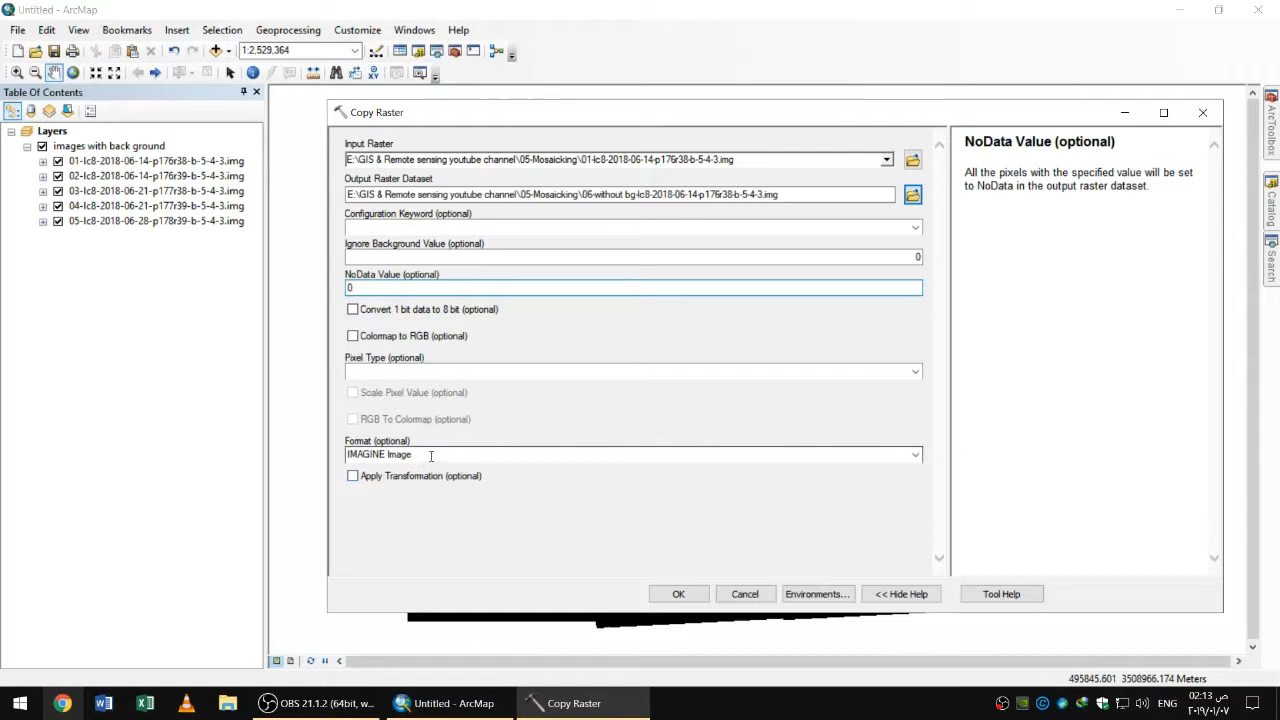 Untitled - ArcMap
File Edit View Bookmarks Insert Selection Geoprocessing Customize Windows Help
1:2,529,364
Table Of Contents
Layers
images with back ground
01-lc8-2018-06-14-p176r38-b-5-4-3.img
02-lc8-2018-06-14-p176r39-b-5-4-3.img
03-lc8-2018-06-21-p177r38-b-5-4-3.img
04-lc8-2018-06-21-p177r39-b-5-4-3.img
05-lc8-2018-06-28-p178r39-b-5-4-3.img
Copy Raster
Input Raster
E:\GIS & Remote sensing youtube channel\05-Mosaicking\01-lc8-2018-06-14-p176r38-b-5-4-3.img
Output Raster Dataset
E:\GIS & Remote sensing youtube channel\05-Mosaicking\06-without bg-lc8-2018-06-14-p176r38-b-5-4-3.img
Configuration Keyword (optional)
Ignore Background Value (optional)
0
NoData Value (optional)
0
Convert 1 bit data to 8 bit (optional)
Colormap to RGB (optional)
Pixel Type (optional)
Scale Pixel Value (optional)
RGB To Colormap (optional)
Format (optional)
IMAGINE Image
Apply Transformation (optional)
OK Cancel Environments... << Hide Help Tool Help
NoData Value (optional)
All the pixels with the specified value will be set
to NoData in the output raster dataset.
ArcToolbox
Catalog
Search
495845.601 3508966.174 Meters
OBS 21.1.2 (64bit, w...
Untitled - ArcMap
Copy Raster
ENG
02:13 ص
٢٠١٩/٠١/٠٧